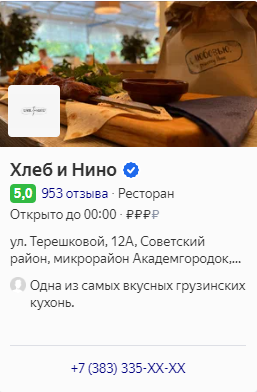 Хлеб и Нино
5,0 953 отзыва · Ресторан
Открыто до 00:00 · ₽₽₽₽
ул. Терешковой, 12А, Советский
район, микрорайон Академгородок,...
Одна из самых вкусных грузинских
кухонь.
+7 (383) 335-XX-XX